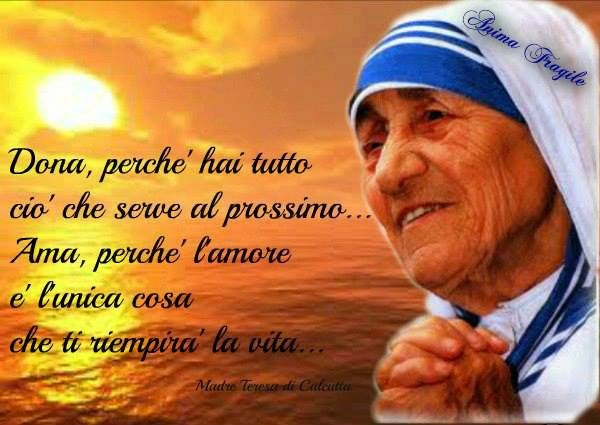 Anima Fragile
Dona, perche' hai tutto
cio' che serve al prossimo...
Ama, perche' l'amore
e' l'unica cosa
che ti riempira' la vita...
Madre Teresa di Calcutta